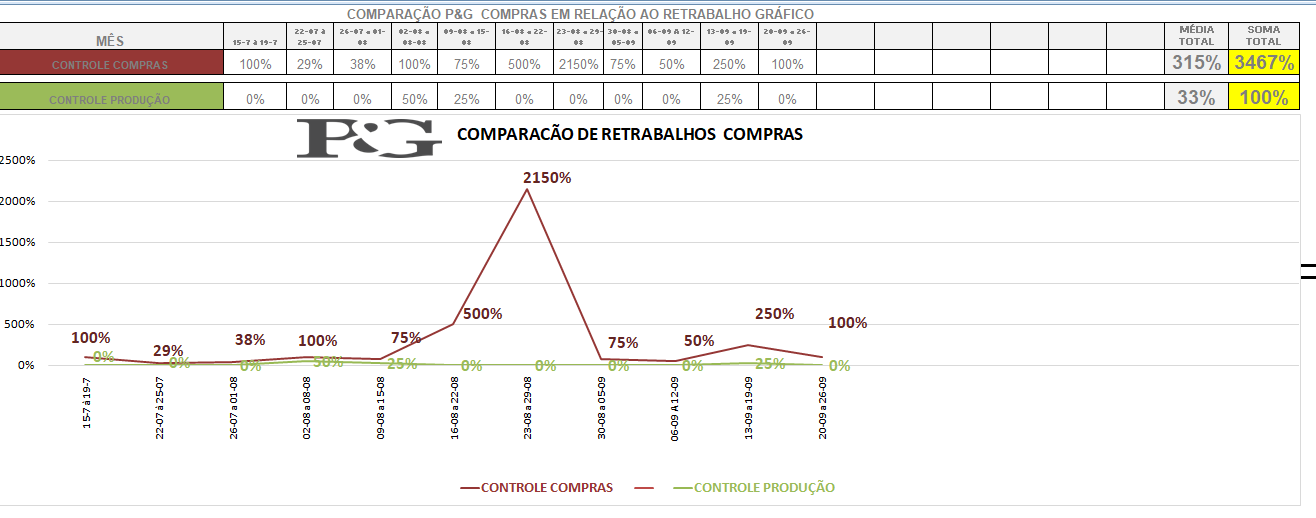 COMPARAÇÃO P&G COMPRAS EM RELAÇÃO AO RETRABALHO GRÁFICO
MÊS 15-7 à 19-7 22-07 à 25-07 26-07 a 01-08 02-08 a 08-08 09-08 a 15-08 16-08 a 22-08 23-08 a 29-08 30-08 a 05-09 06-09 A 12-09 13-09 a 19-09 20-09 a 26-09 MÉDIA TOTAL SOMA TOTAL
CONTROLE COMPRAS 100% 29% 38% 100% 75% 500% 2150% 75% 50% 250% 100% 315% 3467%
CONTROLE PRODUÇÃO 0% 0% 0% 50% 25% 0% 0% 0% 0% 25% 0% 33% 100%
P&G COMPARACÃO DE RETRABALHOS COMPRAS
2500%
2000%
1500%
1000%
500%
0%
100% 29% 38% 100% 75% 500% 2150% 75% 50% 250% 100%
0% 0% 0% 50% 25% 0% 0% 0% 0% 25% 0%
15-7 à 19-7
22-07 à 25-07
26-07 a 01-08
02-08 a 08-08
09-08 a 15-08
16-08 a 22-08
23-08 a 29-08
30-08 a 05-09
06-09 A 12-09
13-09 a 19-09
20-09 a 26-09
CONTROLE COMPRAS CONTROLE PRODUÇÃO